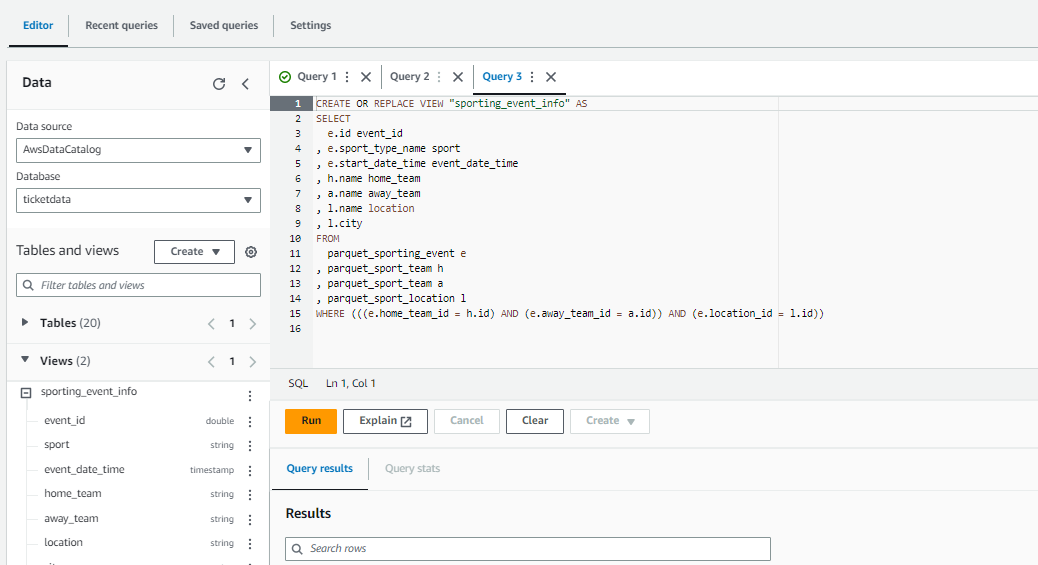 Editor
Recent queries
Saved queries
Settings
Data
Data source
AwsDataCatalog
Database
ticketdata
Tables and views
Create
Filter tables and views
Tables (20)
1
Views (2)
1
sporting_event_info
event_id double
sport string
event_date_time timestamp
home_team string
away_team string
location string
Query 1
Query 2
Query 3
1 CREATE OR REPLACE VIEW "sporting_event_info" AS
2 SELECT
3 e.id event_id
4 , e.sport_type_name sport
5 , e.start_date_time event_date_time
6 , h.name home_team
7 , a.name away_team
8 , l.name location
9 , l.city
10 FROM
11 parquet_sporting_event e
12 , parquet_sport_team h
13 , parquet_sport_team a
14 , parquet_sport_location l
15 WHERE (((e.home_team_id = h.id) AND (e.away_team_id = a.id)) AND (e.location_id = l.id))
16
SQL Ln 1, Col 1
Run
Explain
Cancel
Clear
Create
Query results
Query stats
Results
Search rows